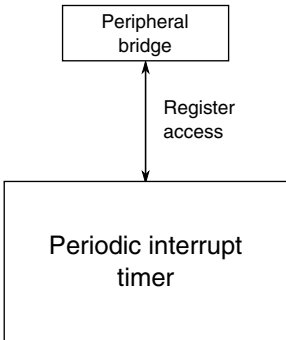 Peripheral
bridge
Register
access
Periodic interrupt
timer